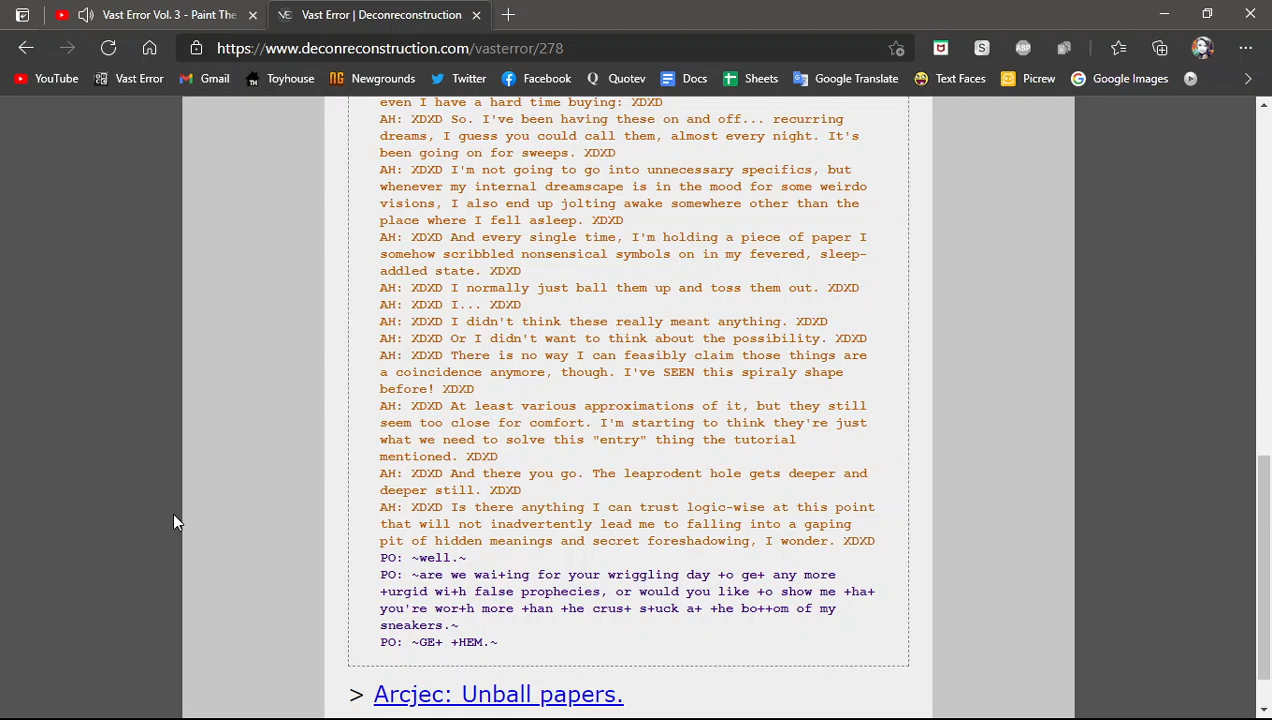 Vast Error Vol. 3 - Paint The
Vast Error | Deconreconstruction
https://www.deconreconstruction.com/vasterror/278
YouTube
Vast Error
Gmail
Toyhouse
Newgrounds
Twitter
Facebook
Quotev
Docs
Sheets
Google Translate
Text Faces
Picrew
Google Images
even I have a hard time buying: XDXD
AH: XDXD So. I've been having these on and off... recurring
dreams, I guess you could call them, almost every night. It's
been going on for sweeps. XDXD
AH: XDXD I'm not going to go into unnecessary specifics, but
whenever my internal dreamscape is in the mood for some weirdo
visions, I also end up jolting awake somewhere other than the
place where I fell asleep. XDXD
AH: XDXD And every single time, I'm holding a piece of paper I
somehow scribbled nonsensical symbols on in my fevered, sleep-
addled state. XDXD
AH: XDXD I normally just ball them up and toss them out. XDXD
AH: XDXD I... XDXD
AH: XDXD I didn't think these really meant anything. XDXD
AH: XDXD Or I didn't want to think about the possibility. XDXD
AH: XDXD There is no way I can feasibly claim those things are
a coincidence anymore, though. I've SEEN this spiraly shape
before! XDXD
AH: XDXD At least various approximations of it, but they still
seem too close for comfort. I'm starting to think they're just
what we need to solve this "entry" thing the tutorial
mentioned. XDXD
AH: XDXD And there you go. The leaprodent hole gets deeper and
deeper still. XDXD
AH: XDXD Is there anything I can trust logic-wise at this point
that will not inadvertently lead me to falling into a gaping
pit of hidden meanings and secret foreshadowing, I wonder. XDXD
PO: ~well.~
PO: ~are we wai+ing for your wriggling day +o ge+ any more
+urgid wi+h false prophecies, or would you like +o show me +ha+
you're wor+h more +han +he crus+ s+uck a+ +he bo++om of my
sneakers.~
PO: ~GE+ +HEM.~
> Arcjec: Unball papers.